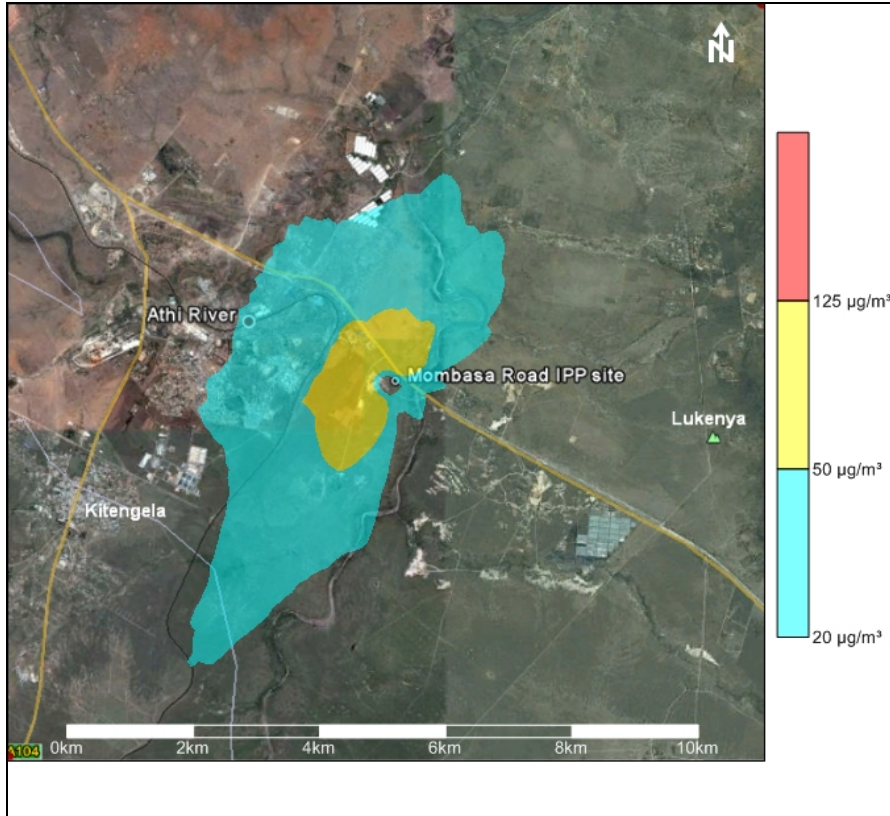 N
125 µg/m³
Athi River
Mombasa Road IPP site
Lukenya
50 µg/m³
Kitengela
20 µg/m³
0km 2km 4km 6km 8km 10km
A104